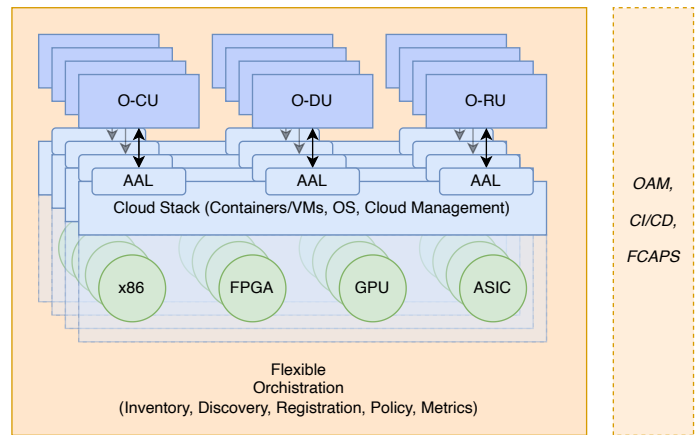 O-CU
O-DU
O-RU
AAL
AAL
AAL
Cloud Stack (Containers/VMs, OS, Cloud Management)
x86
FPGA
GPU
ASIC
Flexible
Orchistration
(Inventory, Discovery, Registration, Policy, Metrics)
OAM,
CI/CD,
FCAPS